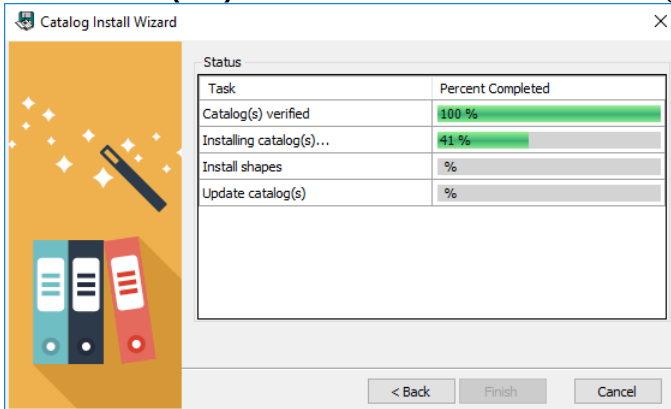 Catalog Install Wizard
Status
Task Percent Completed
Catalog(s) verified 100 %
Installing catalog(s)... 41 %
Install shapes %
Update catalog(s) %
< Back Finish Cancel